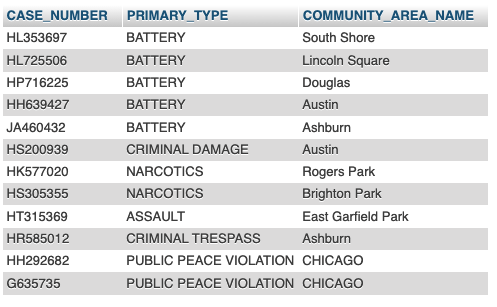 CASE_NUMBER PRIMARY_TYPE COMMUNITY_AREA_NAME
HL353697 BATTERY South Shore
HL725506 BATTERY Lincoln Square
HP716225 BATTERY Douglas
HH639427 BATTERY Austin
JA460432 BATTERY Ashburn
HS200939 CRIMINAL DAMAGE Austin
HK577020 NARCOTICS Rogers Park
HS305355 NARCOTICS Brighton Park
HT315369 ASSAULT East Garfield Park
HR585012 CRIMINAL TRESPASS Ashburn
HH292682 PUBLIC PEACE VIOLATION CHICAGO
G635735 PUBLIC PEACE VIOLATION CHICAGO